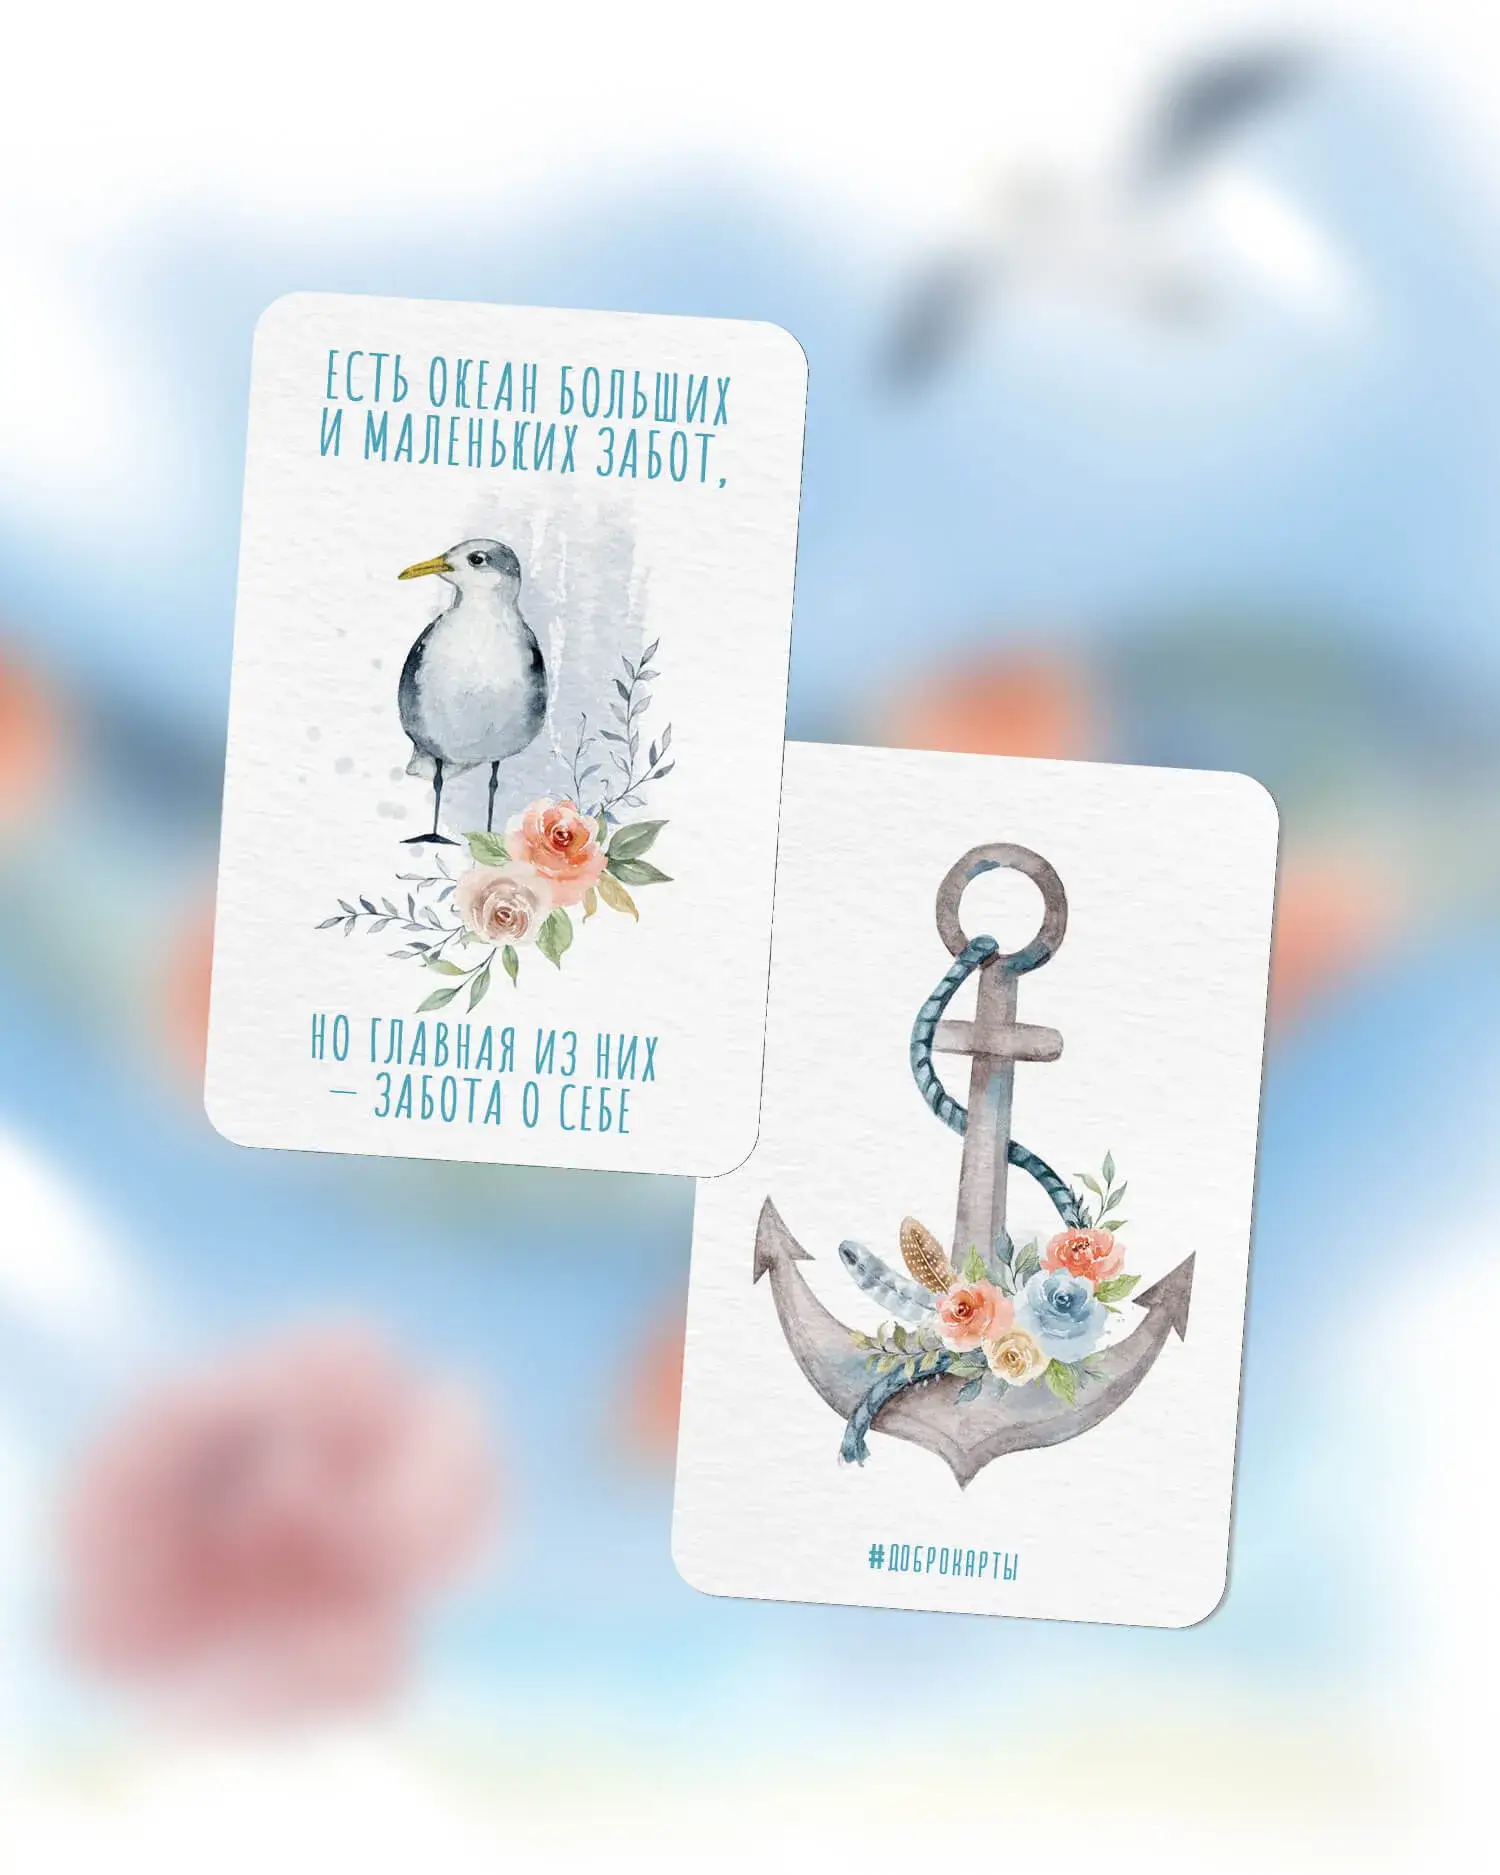 ЕСТЬ ОКЕАН БОЛЬШИХ
И МАЛЕНЬКИХ ЗАБОТ,
НО ГЛАВНАЯ ИЗ НИХ
– ЗАБОТА О СЕБЕ
#ДОБРОКАРТЫ